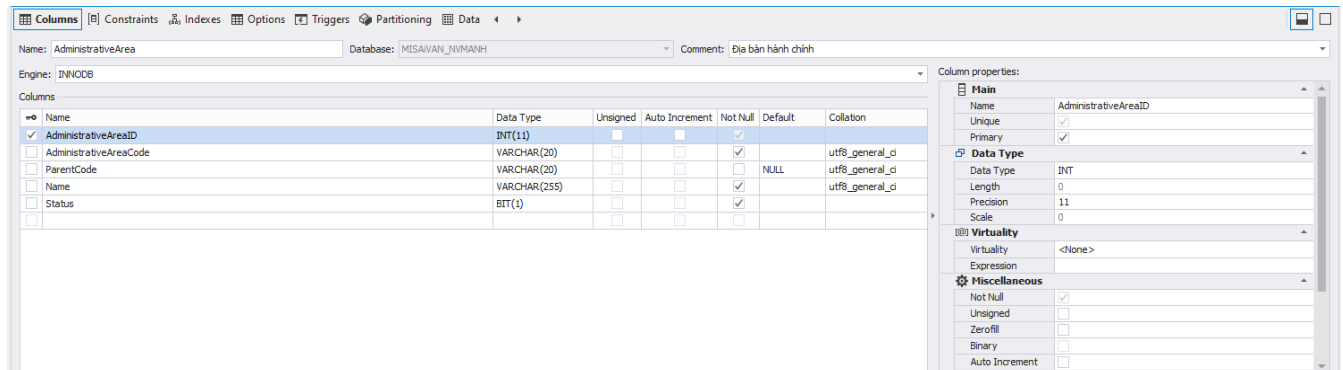 Columns Constraints Indexes Options Triggers Partitioning Data
Name: AdministrativeArea Database: MISAIVAN_NVMANH Comment: Địa bàn hành chính
Engine: INNODB
Columns
Name Data Type Unsigned Auto Increment Not Null Default Collation
AdministrativeAreaID INT(11)
AdministrativeAreaCode VARCHAR(20) utf8_general_ci
ParentCode VARCHAR(20) NULL utf8_general_ci
Name VARCHAR(255) utf8_general_ci
Status BIT(1)
Column properties:
Main
Name AdministrativeAreaID
Unique
Primary
Data Type
Data Type INT
Length 0
Precision 11
Scale 0
Virtuality
Virtuality <None>
Expression
Miscellaneous
Not Null
Unsigned
Zerofill
Binary
Auto Increment